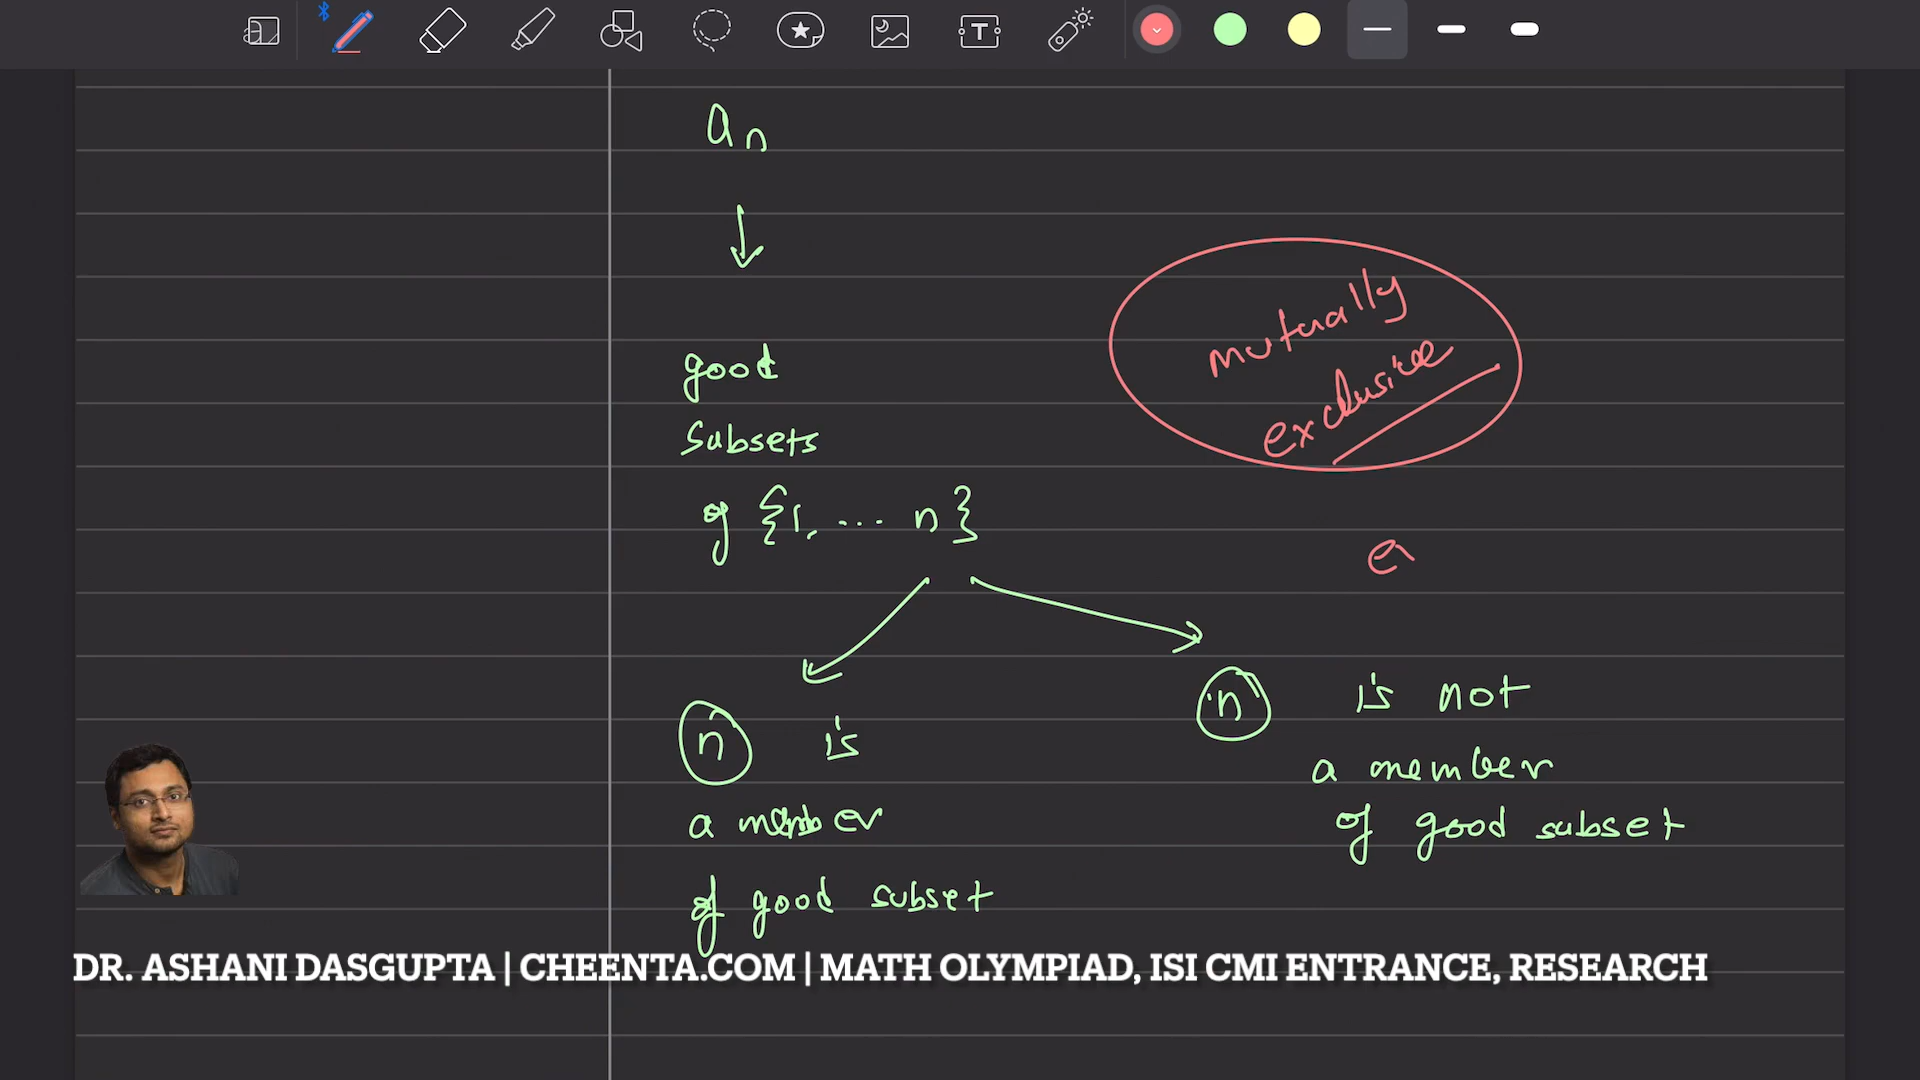 an
good
subsets
of {1, ... n}
mutually
exclusive
e
n is
a member
of good subset
n is not
a member
of good subset
DR. ASHANI DASGUPTA | CHEENTA.COM | MATH OLYMPIAD, ISI CMI ENTRANCE, RESEARCH